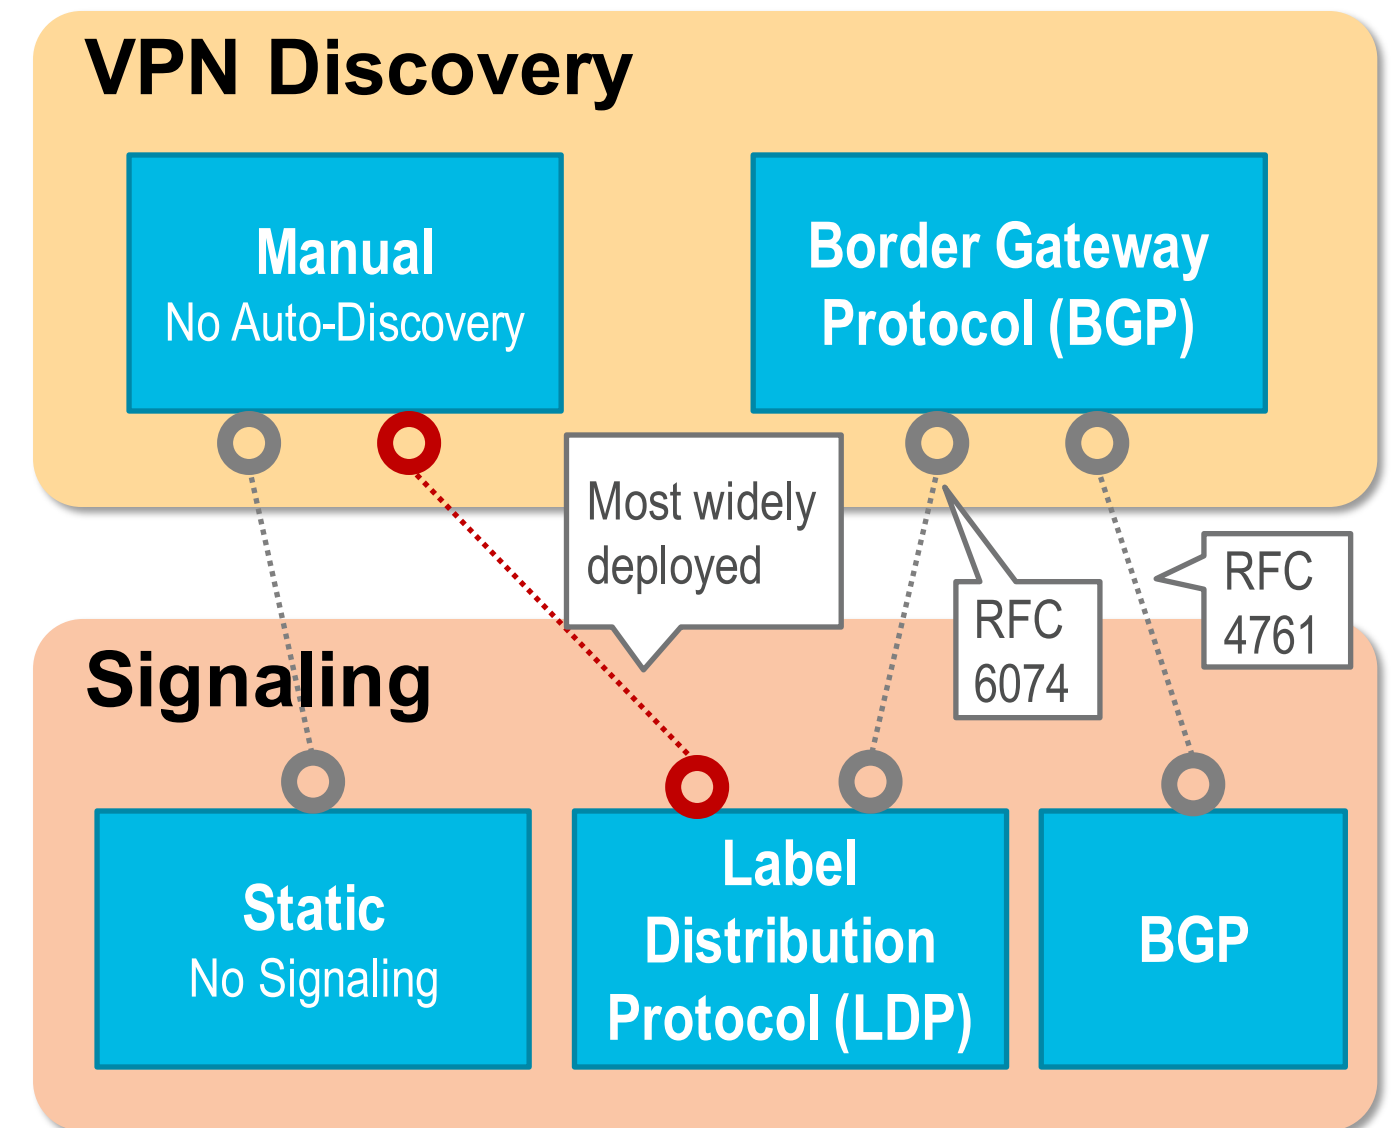 VPN Discovery
Manual
No Auto-Discovery
Border Gateway
Protocol (BGP)
Most widely
deployed
RFC
6074
RFC
4761
Signaling
Static
No Signaling
Label
Distribution
Protocol (LDP)
BGP